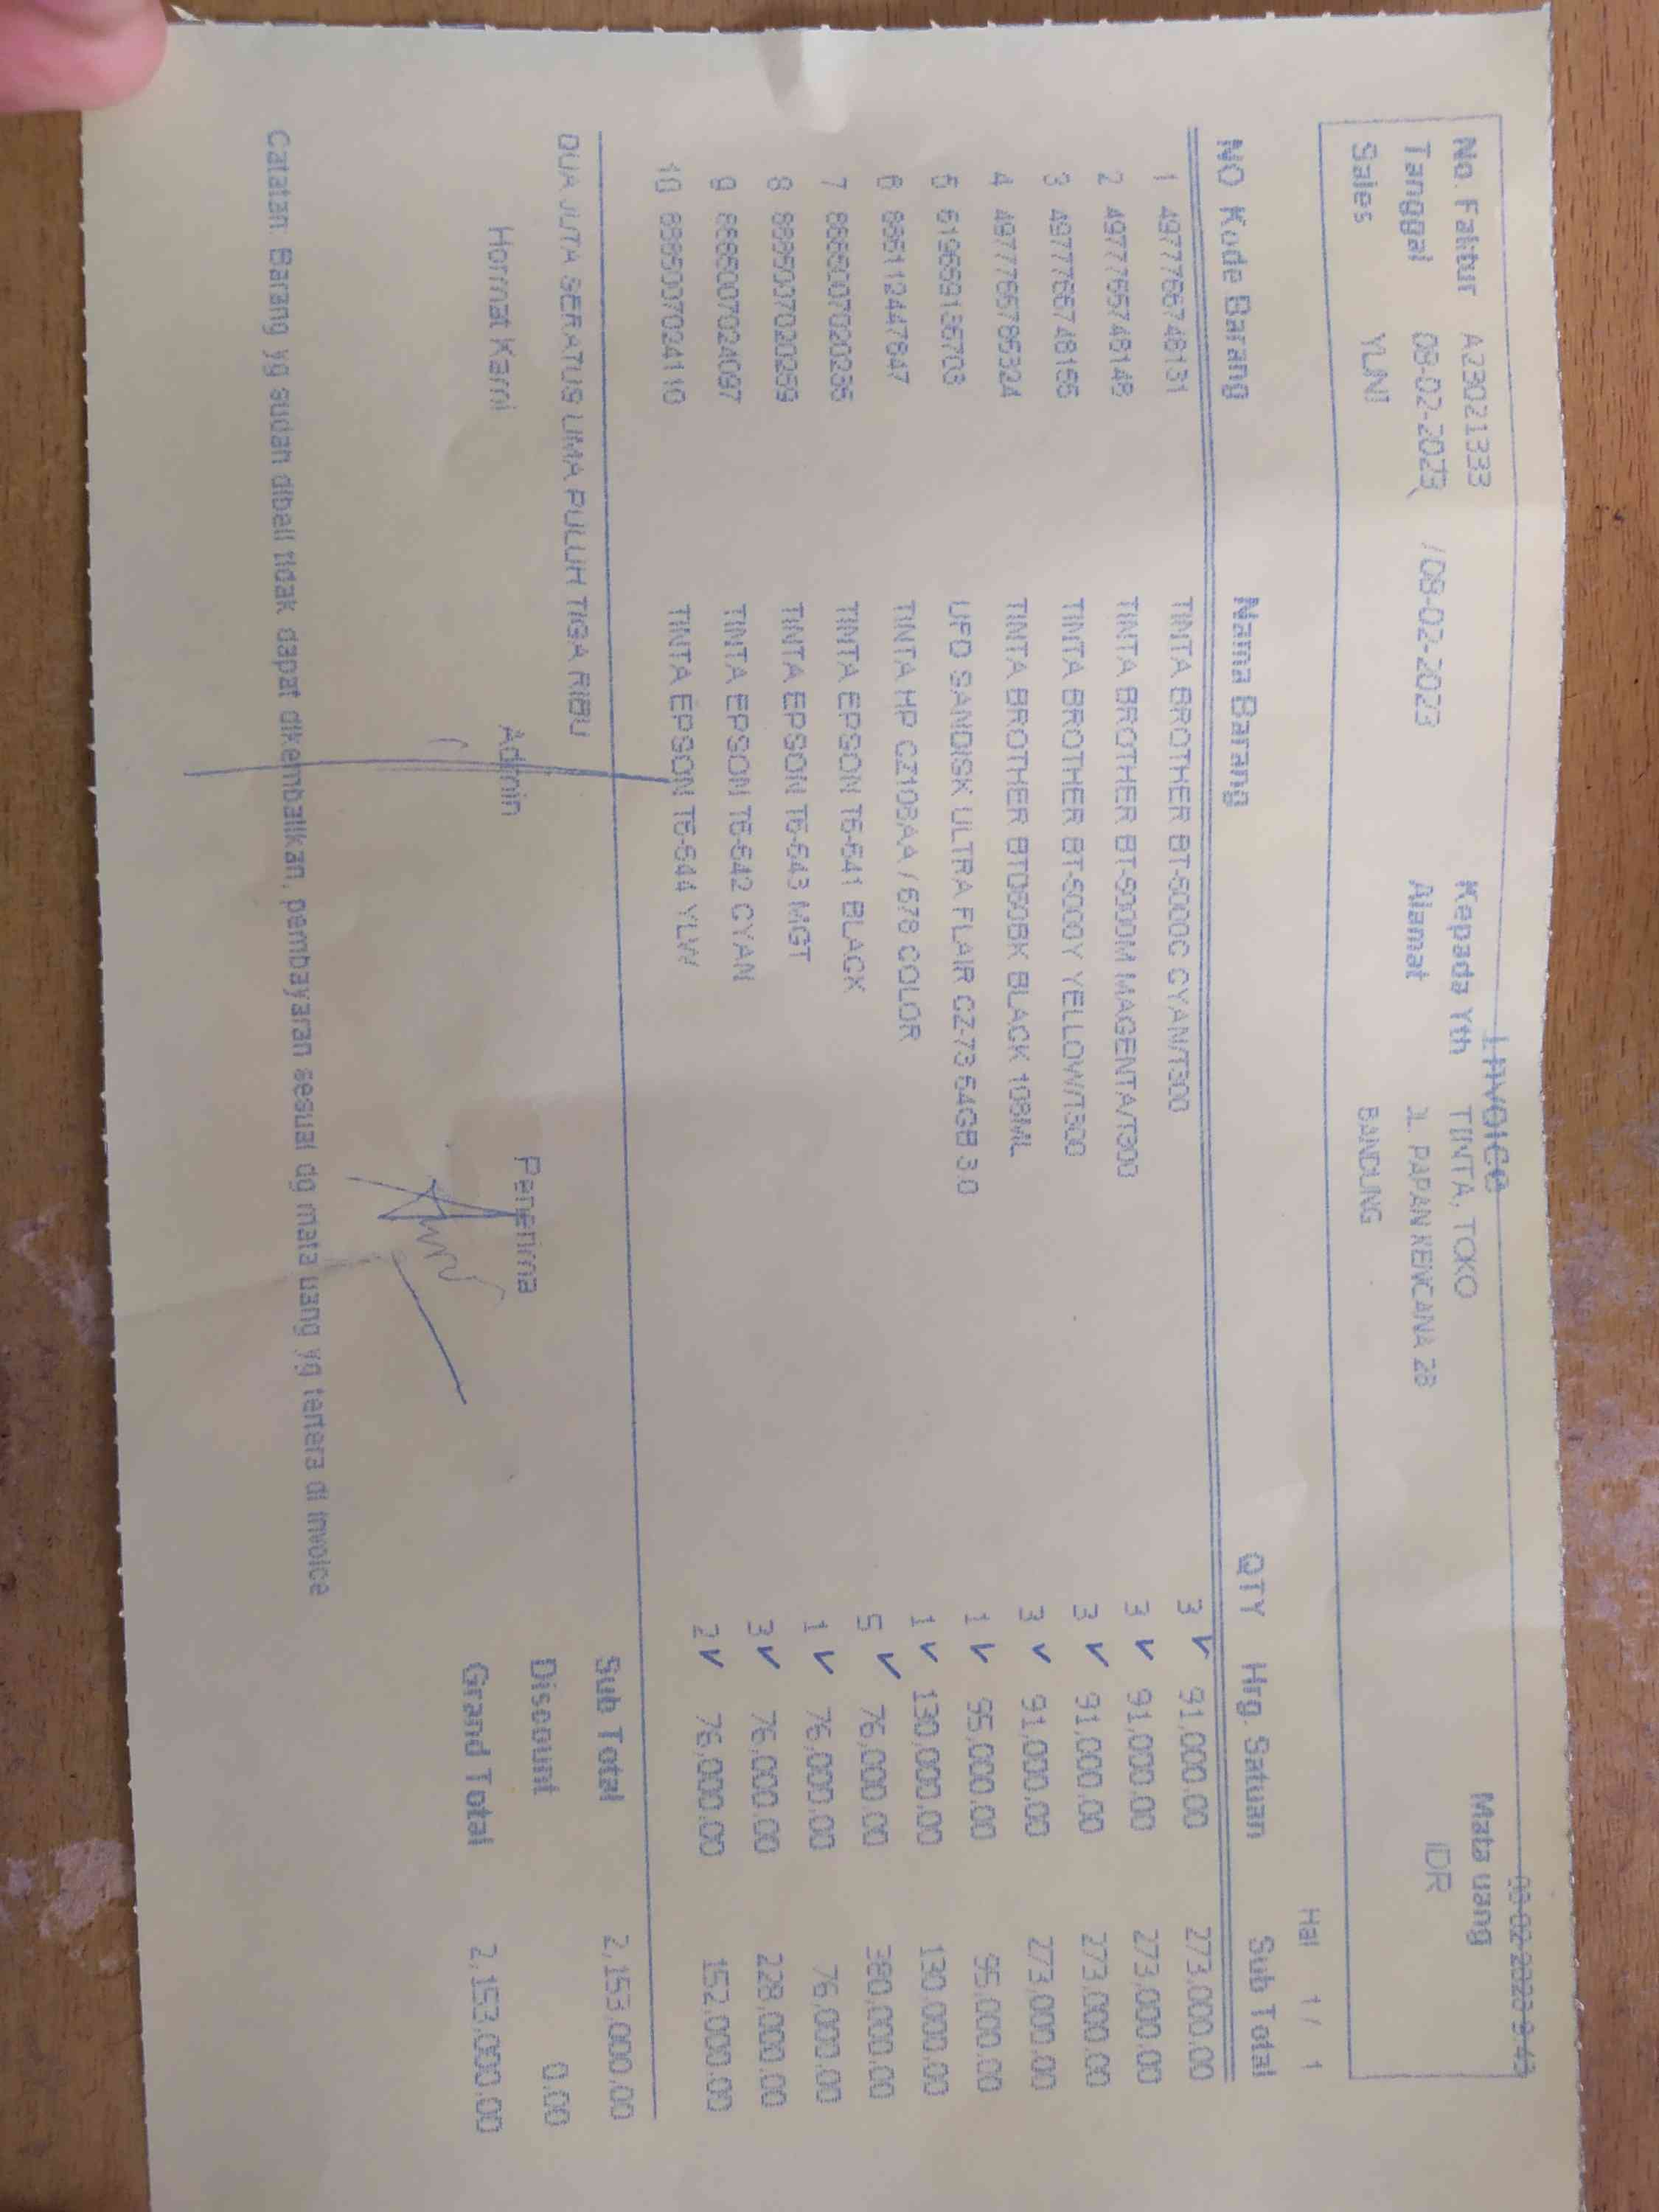 Invoice 08-02-2023 9:43
No. Faktur A23021333 Kepada Yth TINTA, TOKO Mata uang
Tanggal 08-02-2023 / 08-02-2023 Alamat JL. PAPAN KENCANA 28 IDR
Sales YUNI BANDUNG
Hal 1 / 1
NO Kode Barang Nama Barang QTY Hrg. Satuan Sub Total
1 4977766748131 TINTA BROTHER BT-5000C CYAN/T300 3 91,000.00 273,000.00
2 4977766748148 TINTA BROTHER BT-5000M MAGENTA/T300 3 91,000.00 273,000.00
3 4977766748155 TINTA BROTHER BT-5000Y YELLOW/T300 3 91,000.00 273,000.00
4 4977766785324 TINTA BROTHER BTD60BK BLACK 108ML 3 91,000.00 273,000.00
5 619659136703 UFD SANDISK ULTRA FLAIR CZ-73 64GB 3.0 1 95,000.00 95,000.00
6 886112447847 TINTA HP CZ108AA / 678 COLOR 1 130,000.00 130,000.00
7 TINTA EPSON T6-641 BLACK 5 76,000.00 380,000.00
8 TINTA EPSON T6-643 MGT 1 76,000.00 76,000.00
9 TINTA EPSON T6-642 CYAN 3 76,000.00 228,000.00
10 TINTA EPSON T6-644 YLW 2 76,000.00 152,000.00
DUA JUTA SERATUS LIMA PULUH TIGA RIBU Sub Total 2,153,000.00
Discount 0.00
Hormat Kami Admin Penerima Grand Total 2,153,000.00
Catatan: Barang yg sudah dibeli tidak dapat dikembalikan, pembayaran sesuai dg mata uang yg tertera di invoice